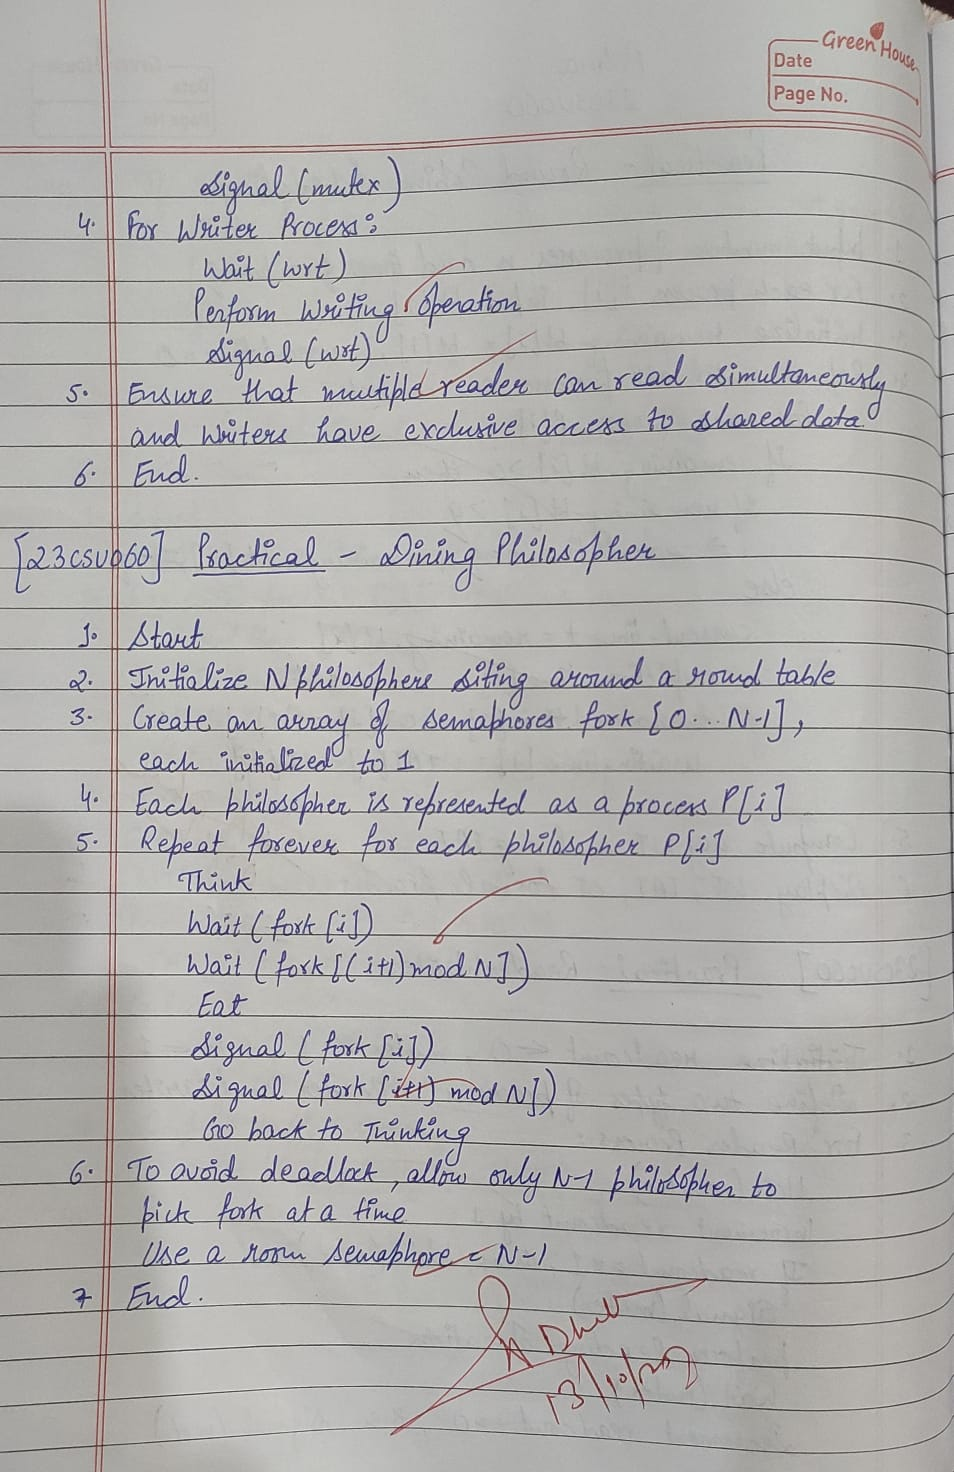 Green House
Date
Page No.
Signal (mutex)
4. For Writer Process:
Wait (wrt)
Perform Writing Operation
Signal (wrt)
5. Ensure that multiple reader can read simultaneously
and writers have exclusive access to shared data.
6. End.
[23CSU060] Practical - Dining Philosopher
1. Start
2. Initialize N philosophers siting around a round table
3. Create an array of semaphores fork [0...N-1],
each initialized to 1
4. Each philosopher is represented as a process P[i]
5. Repeat forever for each philosopher P[i]
Think
Wait (fork [i])
Wait (fork [(i+1) mod N])
Eat
Signal (fork [i])
Signal (fork [i+1) mod N])
Go back to Thinking
6. To avoid deadlock, allow only N-1 philosopher to
pick fork at a time
Use a room semaphore = N-1
7 End.